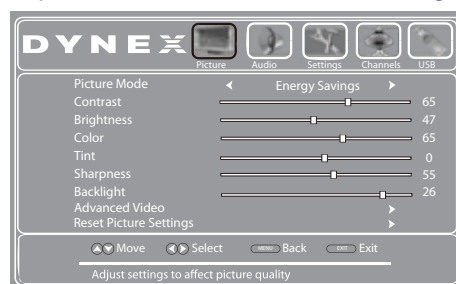 DYNEX
Picture Audio Settings Channels USB
Picture Mode Energy Savings
Contrast 65
Brightness 47
Color 65
Tint 0
Sharpness 55
Backlight 26
Advanced Video
Reset Picture Settings
Move Select MENU Back EXIT Exit
Adjust settings to affect picture quality